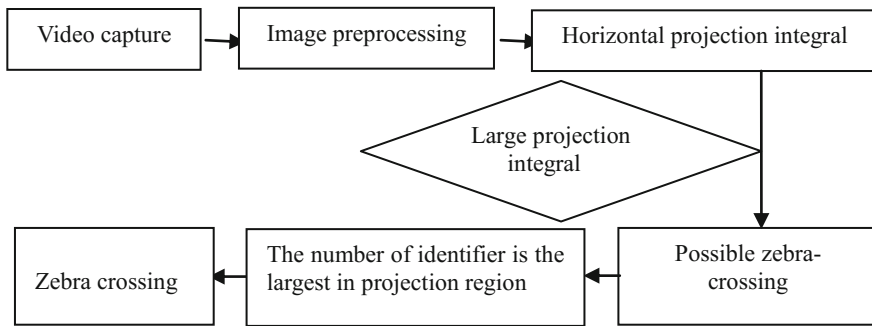 Video capture
Image preprocessing
Horizontal projection integral
Large projection
integral
Possible zebra-
crossing
The number of identifier is the
largest in projection region
Zebra crossing